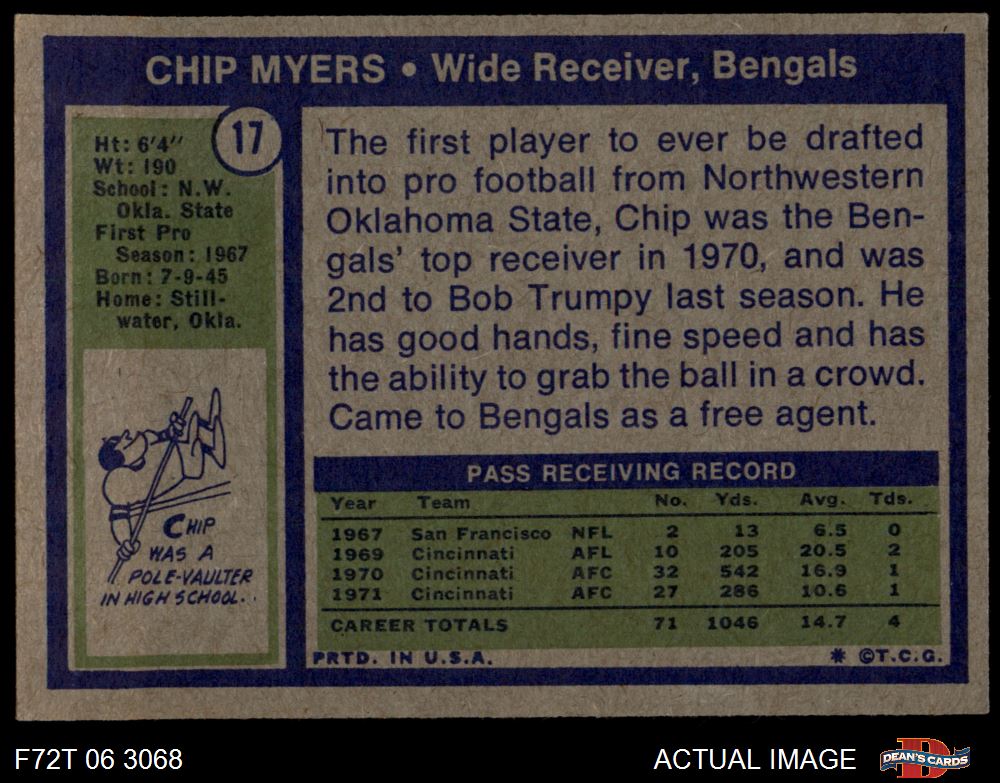 CHIP MYERS • Wide Receiver, Bengals
17
Ht: 6'4"
Wt: 190
School: N.W.
Okla. State
First Pro
Season: 1967
Born: 7-9-45
Home: Still-
water, Okla.
CHIP
WAS A
POLE-VAULTER
IN HIGH SCHOOL..
The first player to ever be drafted
into pro football from Northwestern
Oklahoma State, Chip was the Ben-
gals' top receiver in 1970, and was
2nd to Bob Trumpy last season. He
has good hands, fine speed and has
the ability to grab the ball in a crowd.
Came to Bengals as a free agent.
PASS RECEIVING RECORD
Year Team No. Yds. Avg. Tds.
1967 San Francisco NFL 2 13 6.5 0
1969 Cincinnati AFL 10 205 20.5 2
1970 Cincinnati AFC 32 542 16.9 1
1971 Cincinnati AFC 27 286 10.6 1
CAREER TOTALS 71 1046 14.7 4
PRTD. IN U.S.A. * ©T.C.G.
F72T 06 3068 ACTUAL IMAGE DEAN'S CARDS